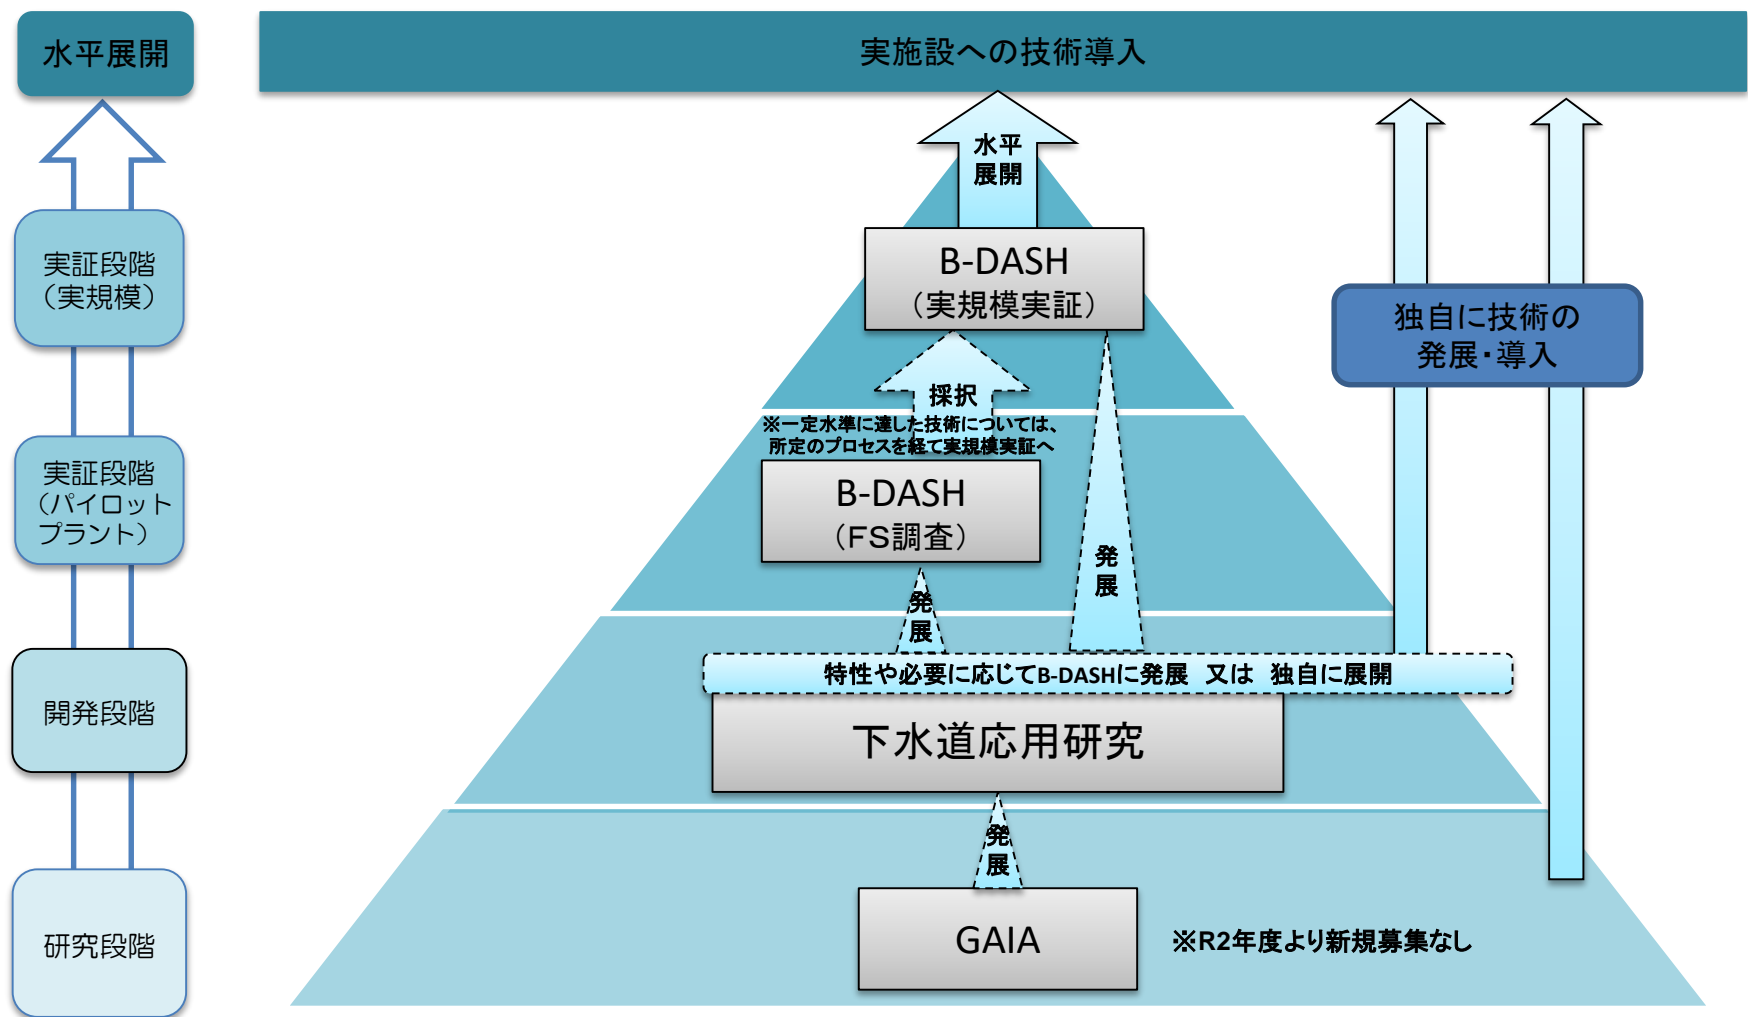 水平展開
実施設への技術導入
水平
展開
実証段階
（実規模）
B-DASH
（実規模実証）
独自に技術の
発展・導入
採択
※一定水準に達した技術については、
所定のプロセスを経て実規模実証へ
実証段階
（パイロット
プラント）
B-DASH
（FS調査）
発
展
発
展
特性や必要に応じてB-DASHに発展　又は　独自に展開
開発段階
下水道応用研究
発
展
研究段階
GAIA
※R2年度より新規募集なし